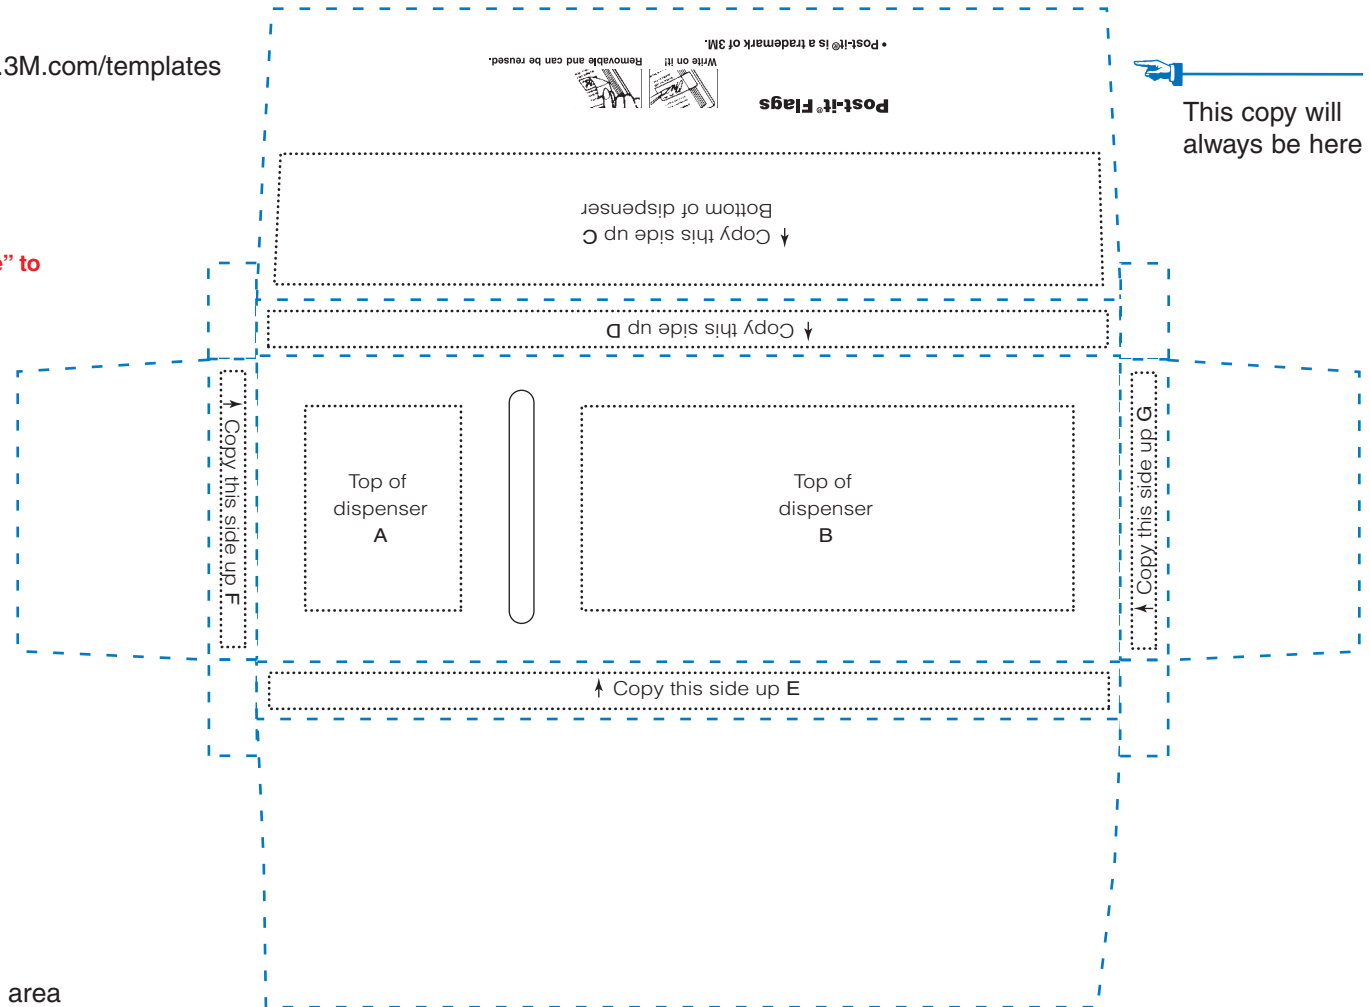 .3M.com/templates
• Post-it® is a trademark of 3M.
Write on it! Removable and can be reused.
Post-it® Flags
This copy will
always be here
Copy this side up C
Bottom of dispenser
e” to
Copy this side up D
Copy this side up F
Top of
dispenser
A
Top of
dispenser
B
Copy this side up G
Copy this side up E
area